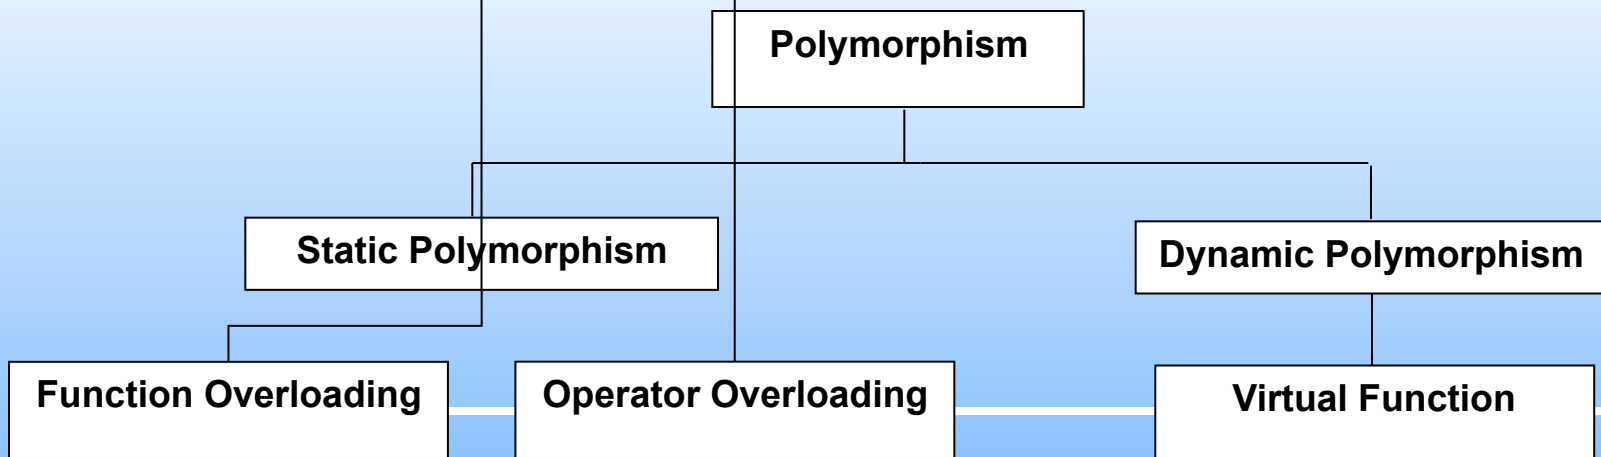 Polymorphism
Static Polymorphism
Dynamic Polymorphism
Function Overloading
Operator Overloading
Virtual Function